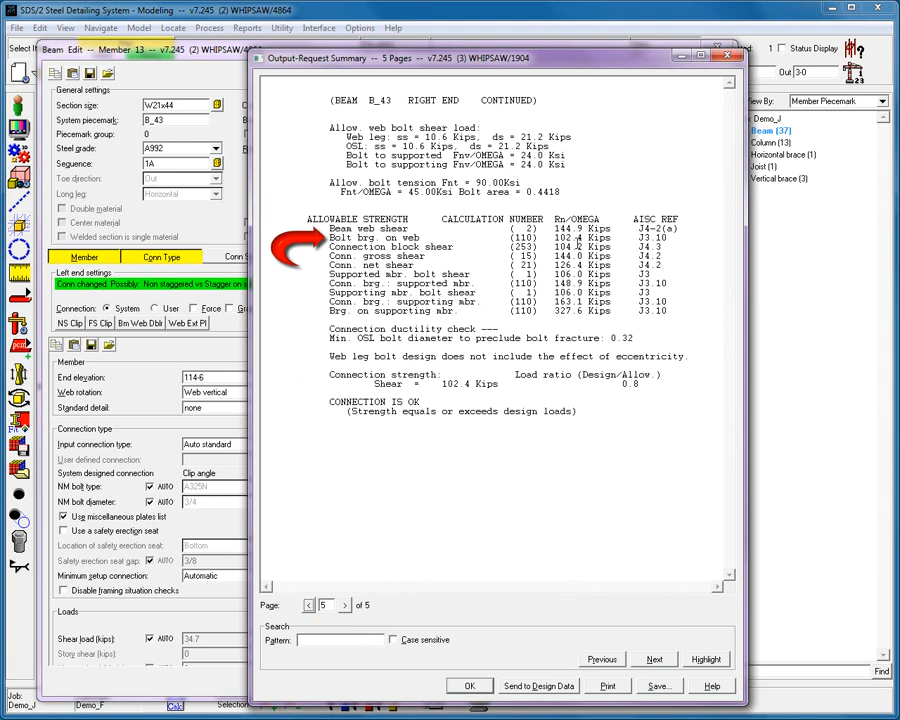 SDS/2 Steel Detailing System - Modeling -- v7.245 WHIPSAW/4864
File Edit View Navigate Model Locate Process Reports Utility Interface Options Help
Select It
Status Display
Out 3-0
View By: Member Piecemark
Demo_J
Beam (37)
Column (13)
Horizontal brace (1)
Joist (1)
Vertical brace (3)
Find
Beam Edit -- Member 13 -- v7.245 (2) WHIPSAW/4864
General settings
Section size: W21x44
System piecemark: B_43
Piecemark group: 0
Steel grade: A992
Sequence: 1A
Toe direction: Out
Long leg: Horizontal
Double material
Center material
Welded section is single material
Member Conn Type Conn S
Left end settings
Conn changed. Possibly: Non staggered vs Stagger on
Connection: System User Fixed Gra
NS Clip FS Clip Bm Web Dblr Web Ext Pl
Member
End elevation: 114-6
Web rotation: Web vertical
Standard detail: none
Connection type
Input connection type: Auto standard
User defined connection:
System designed connection Clip angle
NM bolt type: AUTO A325N
NM bolt diameter: AUTO 3/4
Use miscellaneous plates list
Use a safety erection seat
Location of safety erection seat: Bottom
Safety erection seat gap: AUTO 3/8
Minimum setup connection: Automatic
Disable framing situation checks
Loads
Shear load (kips): AUTO 34.7
Story shear (kips): 0
Job:
Demo_J Demo_F Calc Selection
Output-Request Summary -- 5 Pages -- v7.245 (3) WHIPSAW/1904
(BEAM B_43 RIGHT END CONTINUED)
Allow. web bolt shear load:
Web leg: ss = 10.6 Kips, ds = 21.2 Kips
OSL: ss = 10.6 Kips, ds = 21.2 Kips
Bolt to supported Fnv/OMEGA = 24.0 Ksi
Bolt to supporting Fnv/OMEGA = 24.0 Ksi
Allow. bolt tension Fnt = 90.00Ksi
Fnt/OMEGA = 45.00Ksi Bolt area = 0.4418
ALLOWABLE STRENGTH CALCULATION NUMBER Rn/OMEGA AISC REF
Beam web shear ( 2) 144.9 Kips J4-2(a)
Bolt brg. on web (110) 102.4 Kips J3.10
Connection block shear (253) 104.2 Kips J4.3
Conn. gross shear ( 15) 144.0 Kips J4.2
Conn. net shear ( 21) 126.4 Kips J4.2
Supported mbr. bolt shear 106.0 Kips J3
Conn. brg.: supported mbr. (110) 148.9 Kips J3.10
Supporting mbr. bolt shear 106.0 Kips J3
Conn. brg.: supporting mbr. (110) 163.1 Kips J3.10
Brg. on supporting mbr. (110) 327.6 Kips J3.10
Connection ductility check ---
Min. OSL bolt diameter to preclude bolt fracture: 0.32
Web leg bolt design does not include the effect of eccentricity.
Connection strength: Load ratio (Design/Allow.)
Shear = 102.4 Kips 0.8
CONNECTION IS OK
(Strength equals or exceeds design loads)
Page: < 5 > of 5
Search
Pattern: Case sensitive
Previous Next Highlight
OK Send to Design Data Print Save... Help